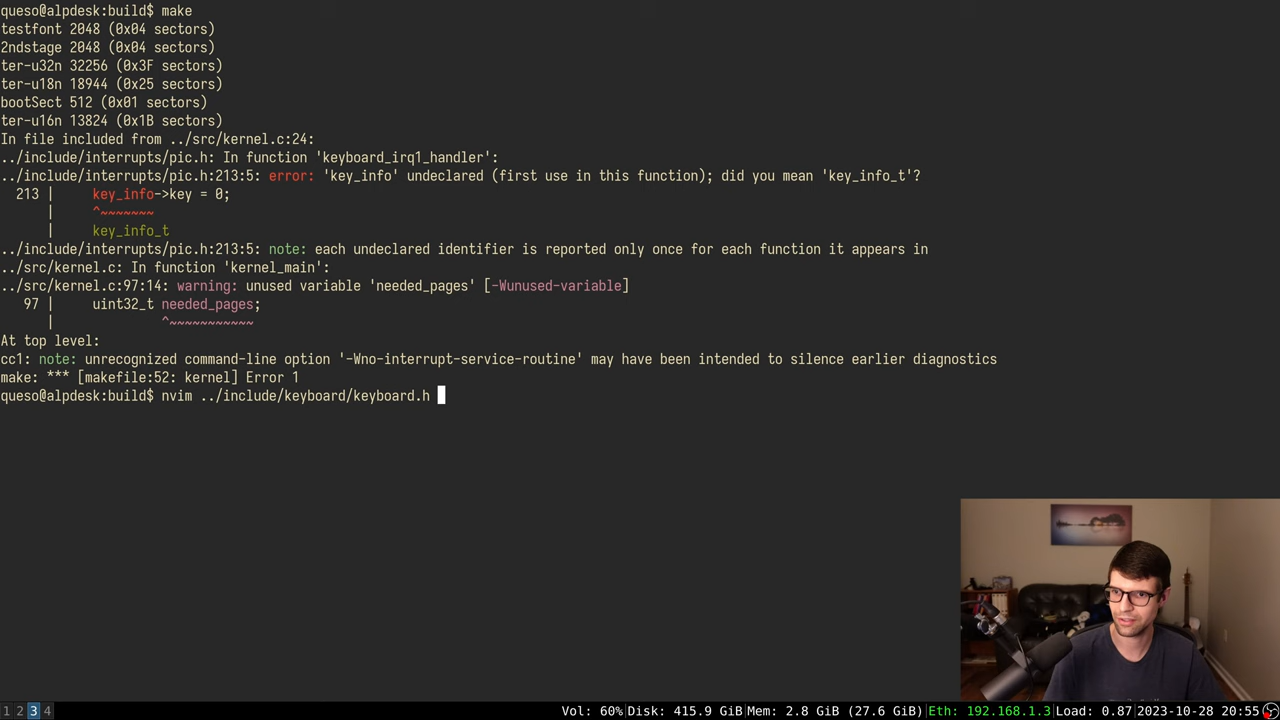 queso@alpdesk:build$ make
testfont 2048 (0x04 sectors)
2ndstage 2048 (0x04 sectors)
ter-u32n 32256 (0x3F sectors)
ter-u18n 18944 (0x25 sectors)
bootSect 512 (0x01 sectors)
ter-u16n 13824 (0x1B sectors)
In file included from ../src/kernel.c:24:
../include/interrupts/pic.h: In function 'keyboard_irq1_handler':
../include/interrupts/pic.h:213:5: error: 'key_info' undeclared (first use in this function); did you mean 'key_info_t'?
  213 |     key_info->key = 0;
      |     ^~~~~~~~
      |     key_info_t
../include/interrupts/pic.h:213:5: note: each undeclared identifier is reported only once for each function it appears in
../src/kernel.c: In function 'kernel_main':
../src/kernel.c:97:14: warning: unused variable 'needed_pages' [-Wunused-variable]
   97 |     uint32_t needed_pages;
      |              ^~~~~~~~~~~~
At top level:
cc1: note: unrecognized command-line option '-Wno-interrupt-service-routine' may have been intended to silence earlier diagnostics
make: *** [makefile:52: kernel] Error 1
queso@alpdesk:build$ nvim ../include/keyboard/keyboard.h
1 2 3 4 Vol: 60%|Disk: 415.9 GiB|Mem: 2.8 GiB (27.6 GiB)|Eth: 192.168.1.3|Load: 0.87|2023-10-28 20:55